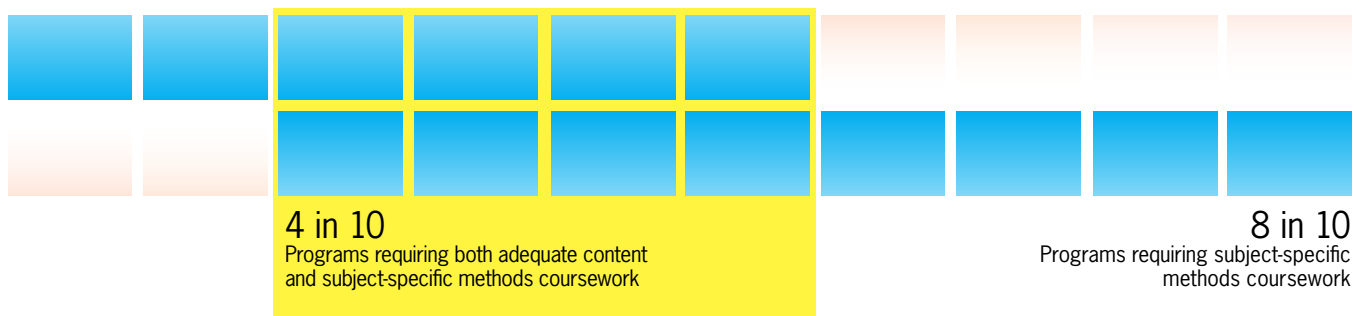 4 in 10
Programs requiring both adequate content
and subject-specific methods coursework
8 in 10
Programs requiring subject-specific
methods coursework